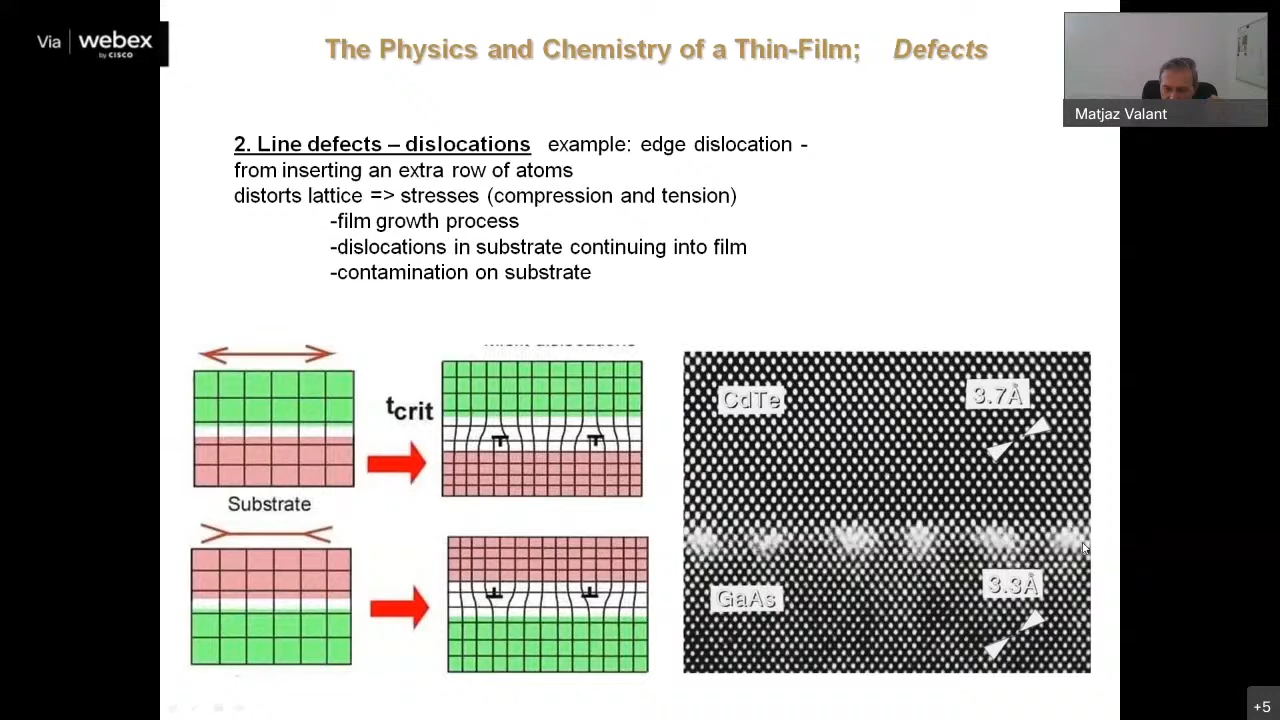 Via webex
by CISCO
The Physics and Chemistry of a Thin-Film; Defects
Matjaz Valant
2. Line defects – dislocations example: edge dislocation -
from inserting an extra row of atoms
distorts lattice => stresses (compression and tension)
-film growth process
-dislocations in substrate continuing into film
-contamination on substrate
tcrit
Substrate
CdTe
3.7Å
GaAs
3.3Å
+5